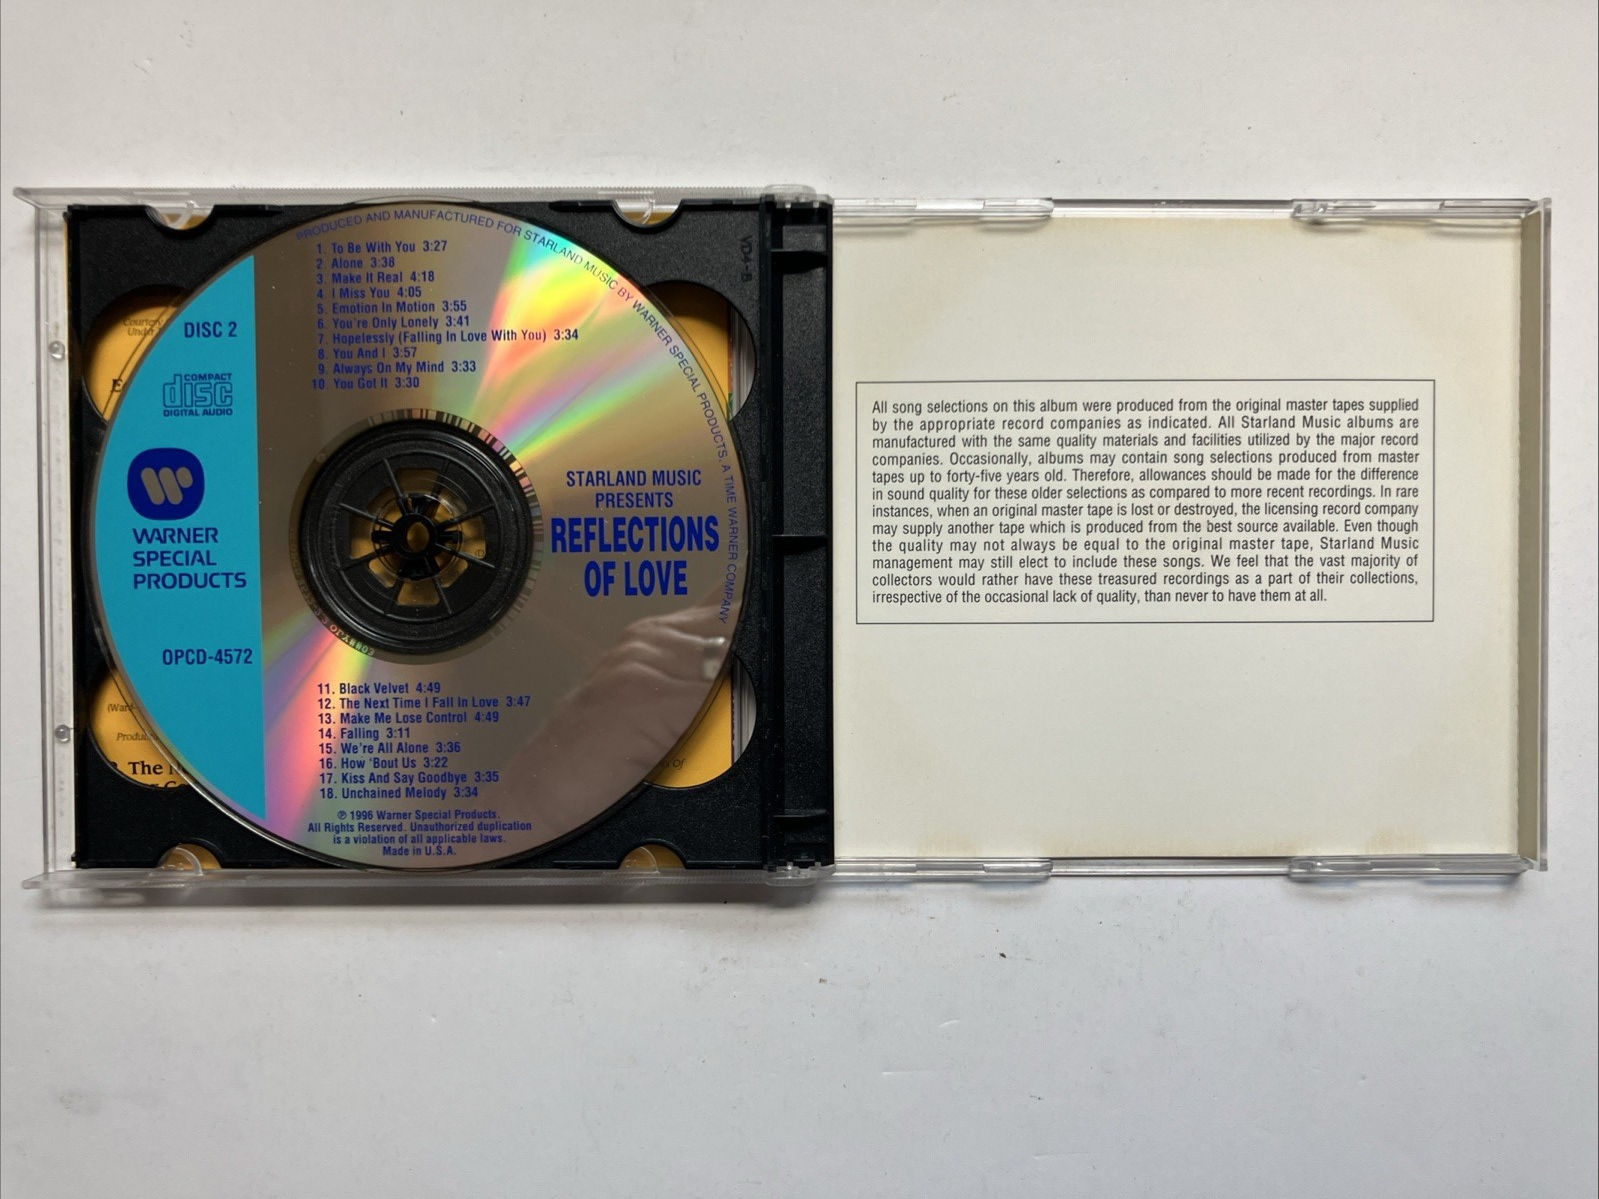 PRODUCED AND MANUFACTURED FOR STARLAND MUSIC BY WARNER SPECIAL PRODUCTS, A TIME WARNER COMPANY
1. To Be With You 3:27
2. Alone 3:38
3. Make It Real 4:18
4. I Miss You 4:05
5. Emotion In Motion 3:55
6. You're Only Lonely 3:41
7. Hopelessly (Falling In Love With You) 3:34
8. You And I 3:57
9. Always On My Mind 3:33
10. You Got It 3:30
DISC 2
COMPACT
disc
DIGITAL AUDIO
WARNER
SPECIAL
PRODUCTS
OPCD-4572
STARLAND MUSIC
PRESENTS
REFLECTIONS
OF LOVE
11. Black Velvet 4:49
12. The Next Time I Fall In Love 3:47
13. Make Me Lose Control 4:49
14. Falling 3:11
15. We're All Alone 3:36
16. How 'Bout Us 3:22
17. Kiss And Say Goodbye 3:35
18. Unchained Melody 3:34
℗ 1996 Warner Special Products.
All Rights Reserved. Unauthorized duplication
is a violation of all applicable laws.
Made in U.S.A.
VD4-B
Courtesy
The
All song selections on this album were produced from the original master tapes supplied
by the appropriate record companies as indicated. All Starland Music albums are
manufactured with the same quality materials and facilities utilized by the major record
companies. Occasionally, albums may contain song selections produced from master
tapes up to forty-five years old. Therefore, allowances should be made for the difference
in sound quality for these older selections as compared to more recent recordings. In rare
instances, when an original master tape is lost or destroyed, the licensing record company
may supply another tape which is produced from the best source available. Even though
the quality may not always be equal to the original master tape, Starland Music
management may still elect to include these songs. We feel that the vast majority of
collectors would rather have these treasured recordings as a part of their collections,
irrespective of the occasional lack of quality, than never to have them at all.